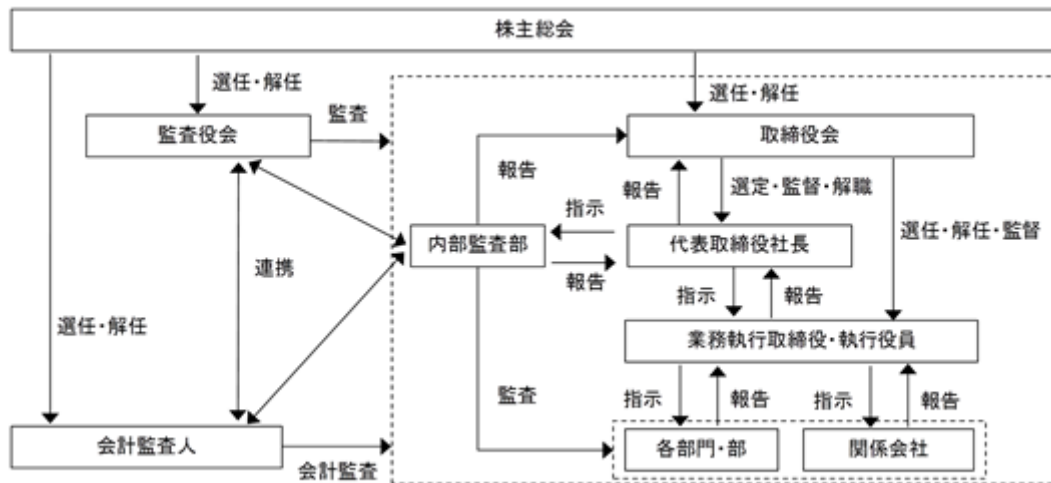 株主総会
選任・解任
選任・解任
監査
監査役会
取締役会
報告
報告
選定・監督・解職
指示
内部監査部
代表取締役社長
選任・解任・監督
連携
報告
指示
報告
選任・解任
業務執行取締役・執行役員
監査
指示
報告
指示
報告
会計監査人
各部門・部
関係会社
会計監査